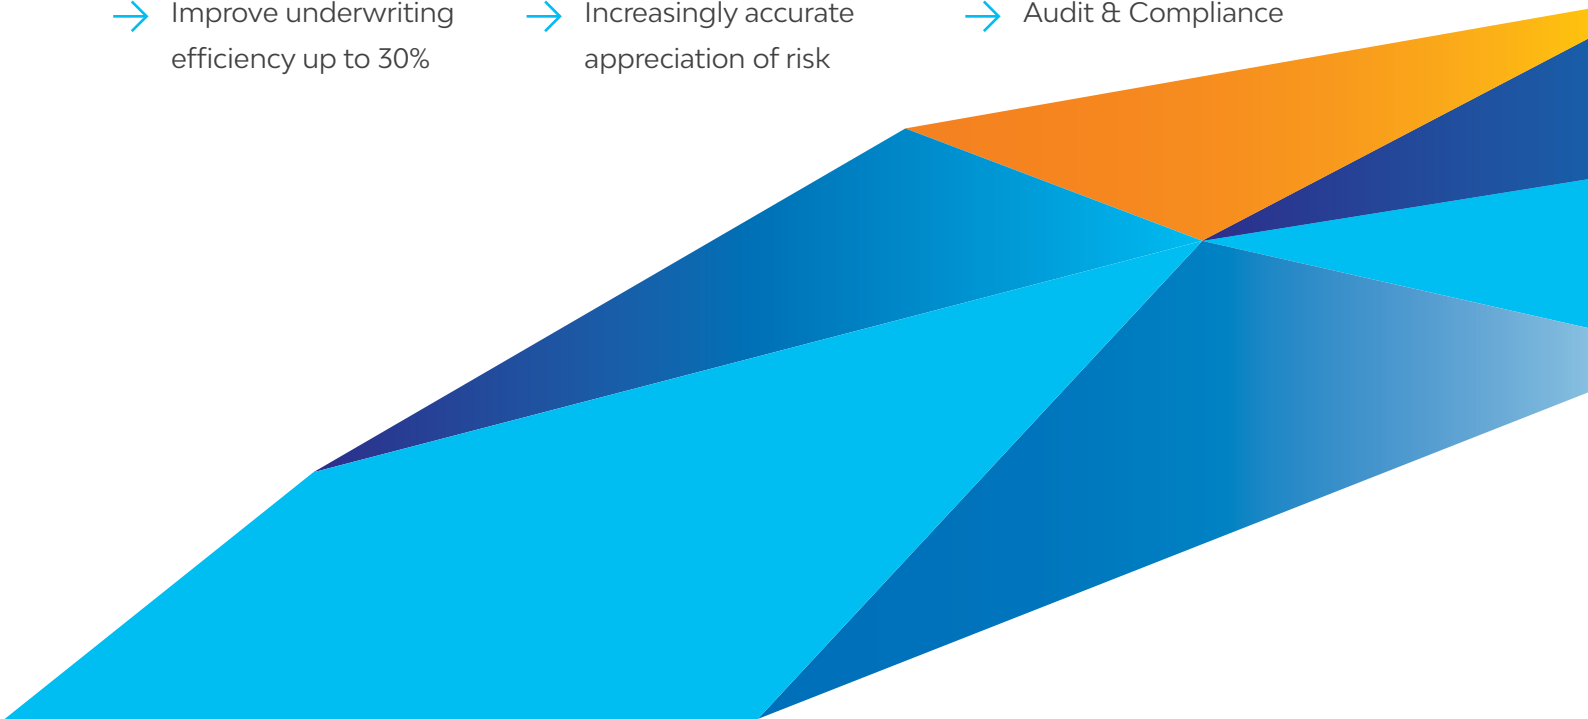 Improve underwriting
efficiency up to 30%
Increasingly accurate
appreciation of risk
Audit & Compliance